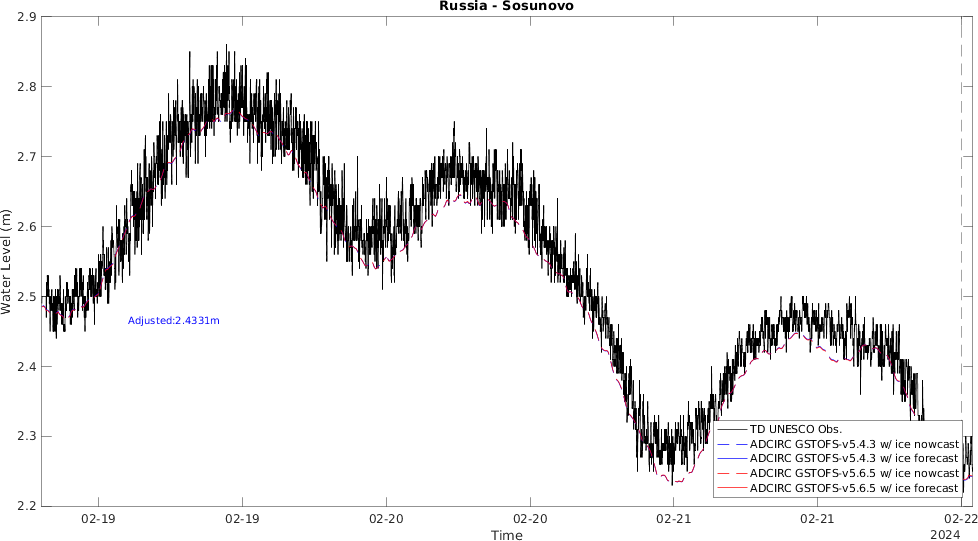 Russia - Sosunovo
2.9
2.8
2.7
2.6
2.5
2.4
2.3
2.2
Water Level (m)
Adjusted:2.4331m
TD UNESCO Obs.
ADCIRC GSTOFS-v5.4.3 w/ ice nowcast
ADCIRC GSTOFS-v5.4.3 w/ ice forecast
ADCIRC GSTOFS-v5.6.5 w/ ice nowcast
ADCIRC GSTOFS-v5.6.5 w/ ice forecast
02-19 02-19 02-20 02-20 02-21 02-21 02-22
Time
2024